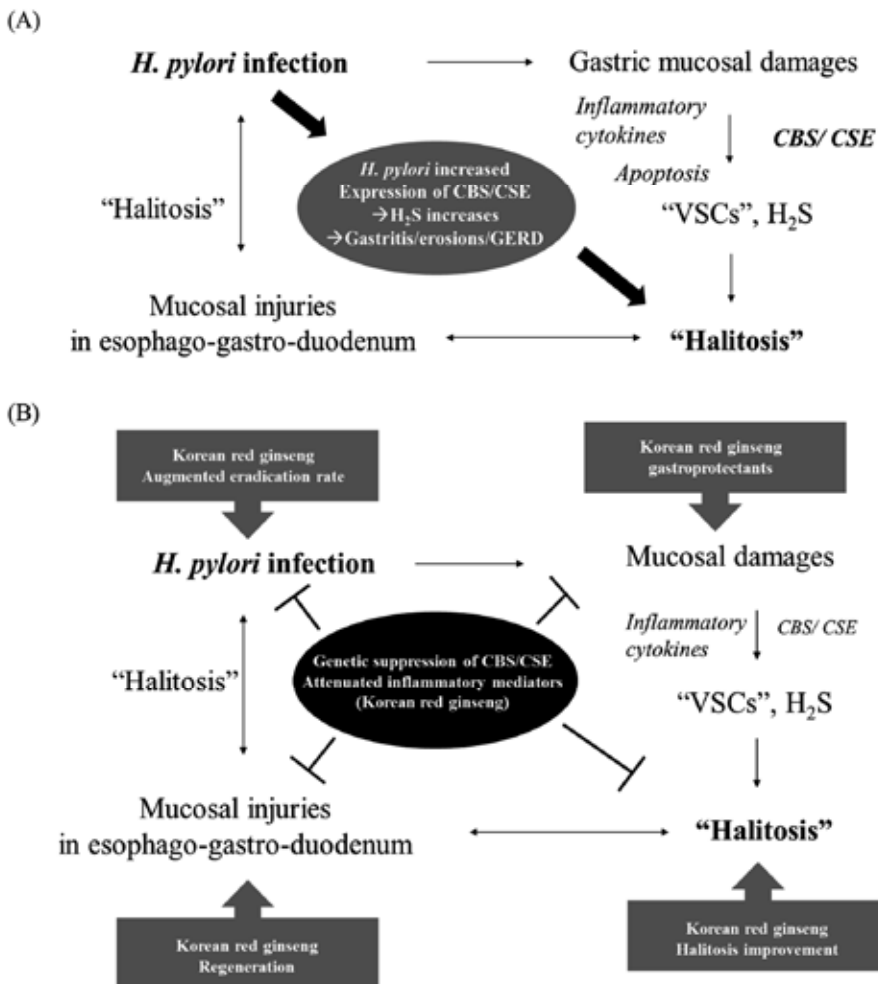 (A)
H. pylori infection
Gastric mucosal damages
Inflammatory
cytokines
CBS/ CSE
Apoptosis
H. pylori increased
Expression of CBS/CSE
→H₂S increases
→Gastritis/erosions/GERD
"Halitosis"
"VSCs", H₂S
Mucosal injuries
in esophago-gastro-duodenum
"Halitosis"
(B)
Korean red ginseng
Augmented eradication rate
Korean red ginseng
gastroprotectants
H. pylori infection
Mucosal damages
Inflammatory
cytokines
CBS/ CSE
Genetic suppression of CBS/CSE
Attenuated inflammatory mediators
(Korean red ginseng)
"Halitosis"
"VSCs", H₂S
Mucosal injuries
in esophago-gastro-duodenum
"Halitosis"
Korean red ginseng
Regeneration
Korean red ginseng
Halitosis improvement